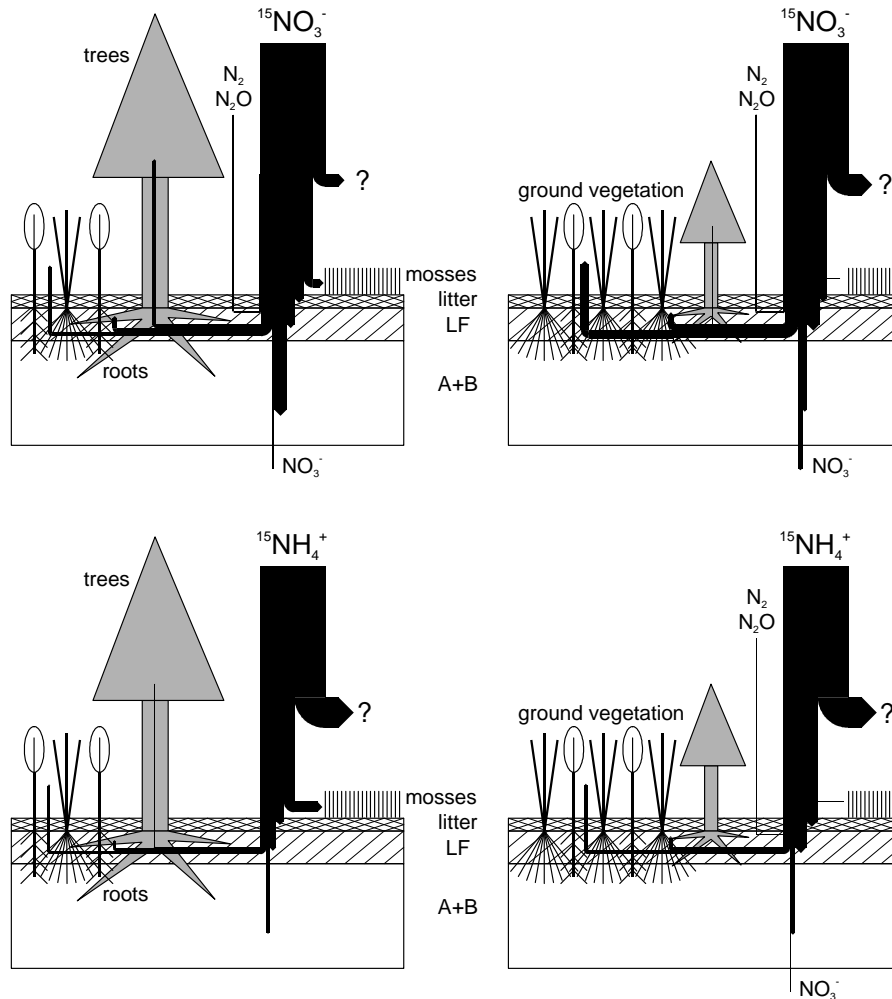 ¹⁵NO₃⁻
trees
N₂
N₂O
?
mosses
litter
LF
roots
A+B
NO₃⁻
¹⁵NO₃⁻
N₂
N₂O
?
ground vegetation
NO₃⁻
¹⁵NH₄⁺
trees
?
mosses
litter
LF
roots
A+B
¹⁵NH₄⁺
N₂
N₂O
ground vegetation
?
NO₃⁻